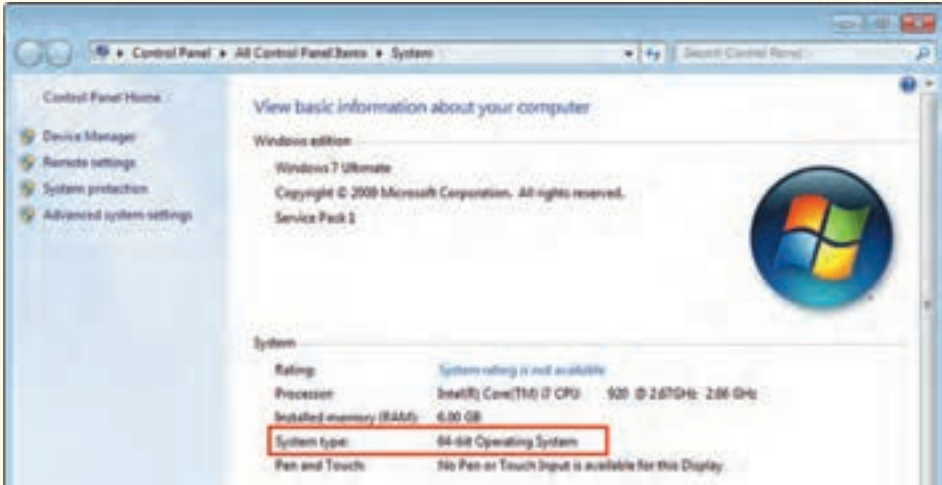 Control Panel ▸ All Control Panel Items ▸ System
Search Control Panel
Control Panel Home
Device Manager
Remote settings
System protection
Advanced system settings
View basic information about your computer
Windows edition
Windows 7 Ultimate
Copyright © 2009 Microsoft Corporation. All rights reserved.
Service Pack 1
System
Rating: System rating is not available
Processor: Intel(R) Core(TM) i7 CPU 920 @ 2.67GHz 2.66 GHz
Installed memory (RAM): 6.00 GB
System type: 64-bit Operating System
Pen and Touch: No Pen or Touch Input is available for this Display